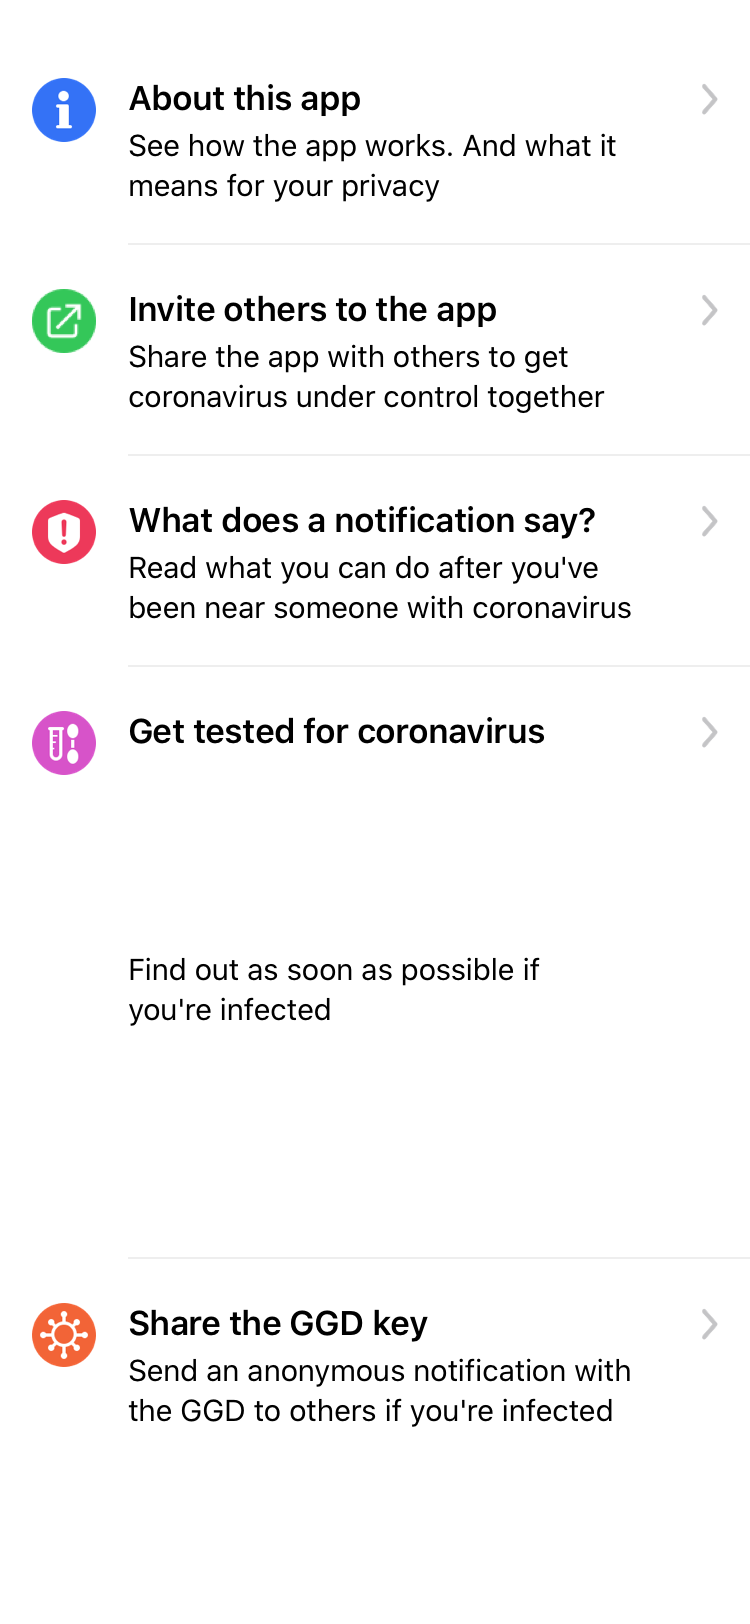 About this app
See how the app works. And what it
means for your privacy
Invite others to the app
Share the app with others to get
coronavirus under control together
What does a notification say?
Read what you can do after you've
been near someone with coronavirus
Get tested for coronavirus
Find out as soon as possible if
you're infected
Share the GGD key
Send an anonymous notification with
the GGD to others if you're infected